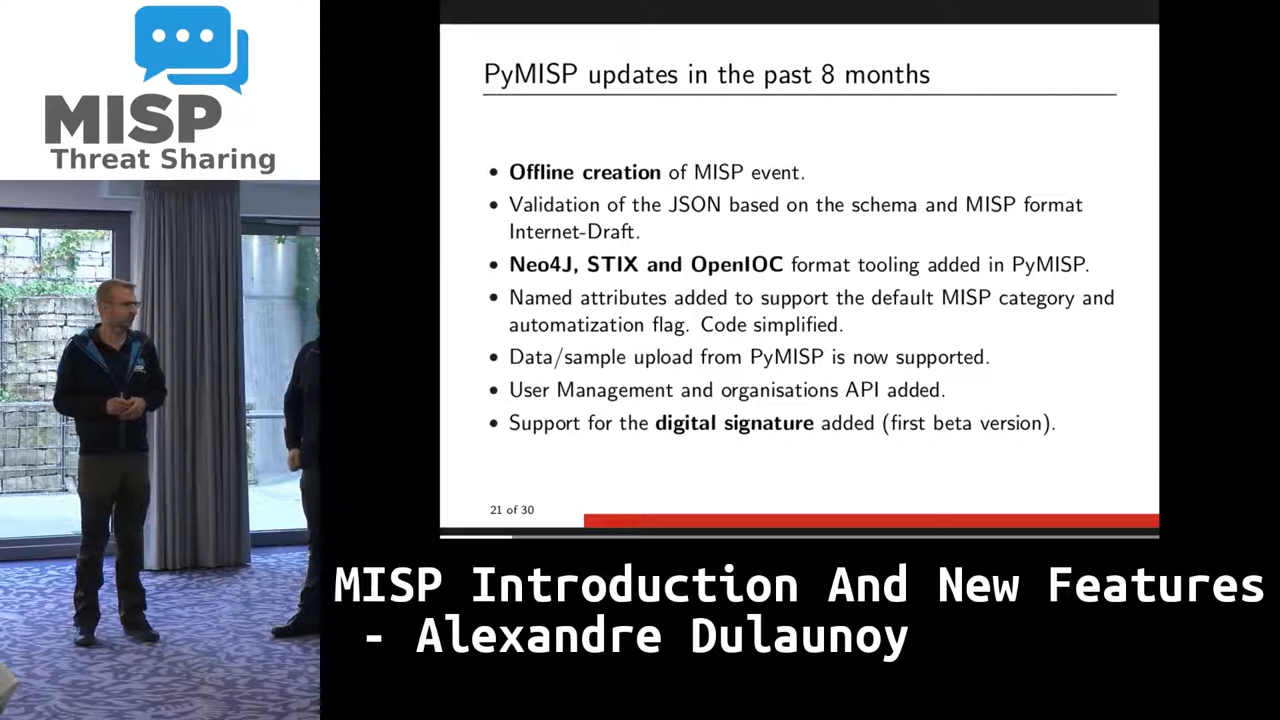 MISP
Threat Sharing
PyMISP updates in the past 8 months
• Offline creation of MISP event.
• Validation of the JSON based on the schema and MISP format
Internet-Draft.
• Neo4J, STIX and OpenIOC format tooling added in PyMISP.
• Named attributes added to support the default MISP category and
automatization flag. Code simplified.
• Data/sample upload from PyMISP is now supported.
• User Management and organisations API added.
• Support for the digital signature added (first beta version).
21 of 30
MISP Introduction And New Features
- Alexandre Dulaunoy